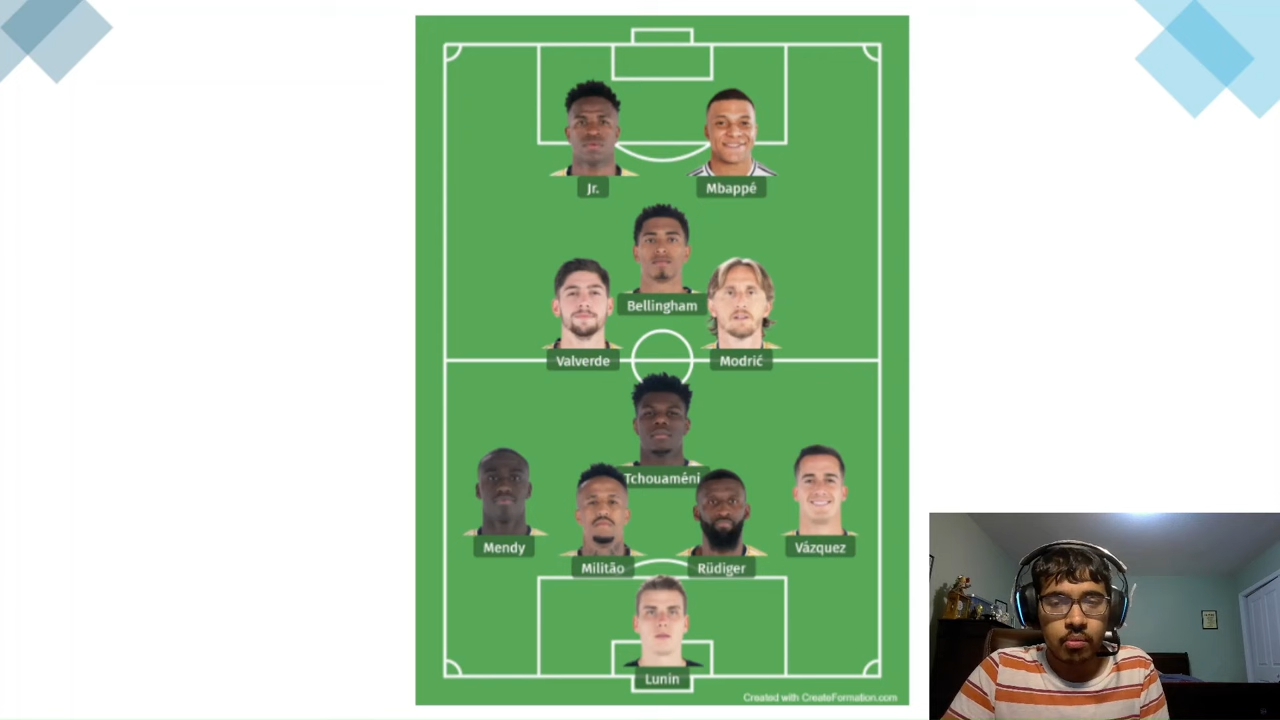 Jr.
Mbappé
Bellingham
Valverde
Modrić
Tchouaméni
Mendy
Vázquez
Militão
Rüdiger
Lunin
Created with CreateFormation.com